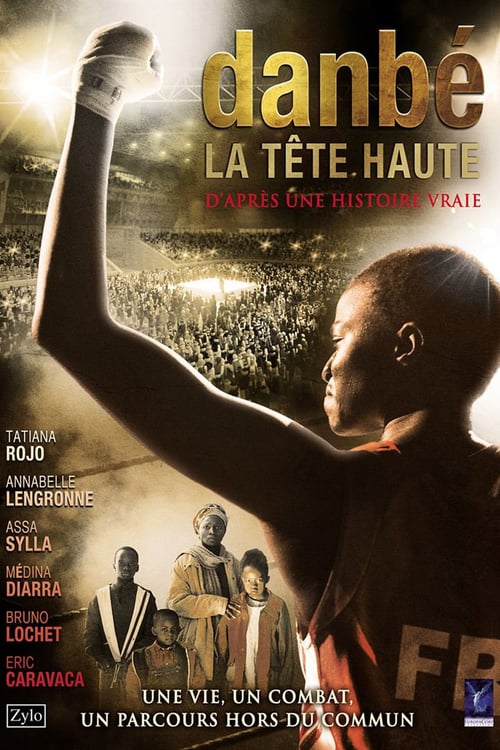 danbé
LA TÊTE HAUTE
D'APRÈS UNE HISTOIRE VRAIE
TATIANA
ROJO
ANNABELLE
LENGRONNE
ASSA
SYLLA
MÉDINA
DIARRA
BRUNO
LOCHET
ERIC
CARAVACA
FR
UNE VIE, UN COMBAT,
UN PARCOURS HORS DU COMMUN
Zylo